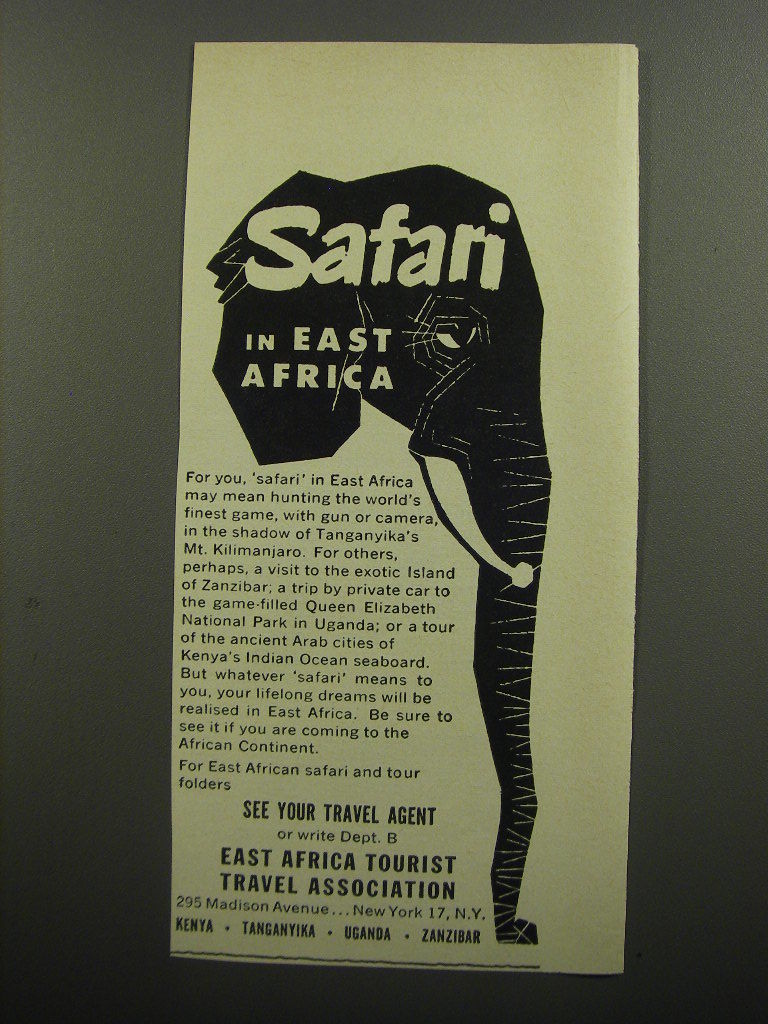 Safari
IN EAST
AFRICA
For you, 'safari' in East Africa
may mean hunting the world's
finest game, with gun or camera,
in the shadow of Tanganyika's
Mt. Kilimanjaro. For others,
perhaps, a visit to the exotic Island
of Zanzibar; a trip by private car to
the game-filled Queen Elizabeth
National Park in Uganda; or a tour
of the ancient Arab cities of
Kenya's Indian Ocean seaboard.
But whatever 'safari' means to
you, your lifelong dreams will be
realised in East Africa. Be sure to
see it if you are coming to the
African Continent.
For East African safari and tour
folders
SEE YOUR TRAVEL AGENT
or write Dept. B
EAST AFRICA TOURIST
TRAVEL ASSOCIATION
295 Madison Avenue... New York 17, N.Y.
KENYA • TANGANYIKA • UGANDA • ZANZIBAR